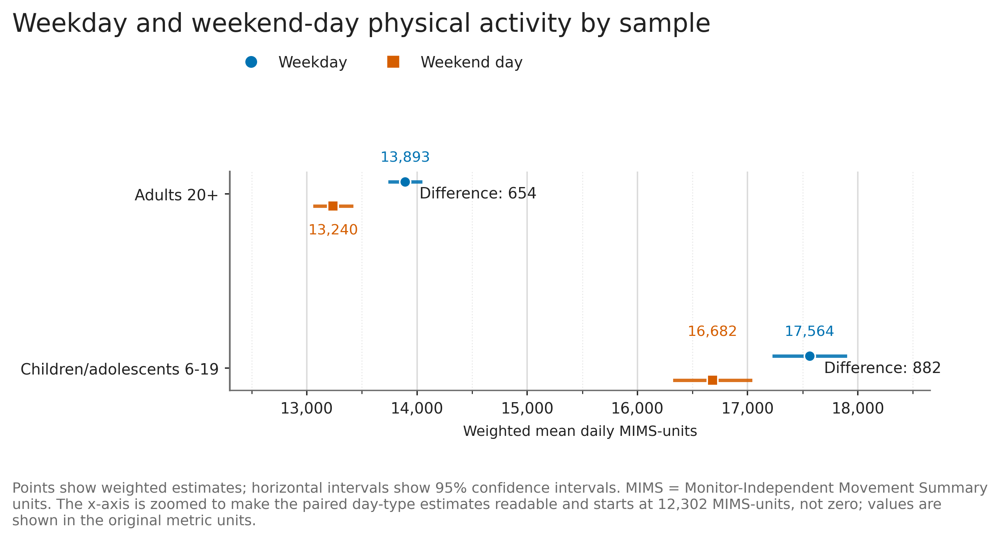 Weekday and weekend-day physical activity by sample
Weekday
Weekend day
13,893
Adults 20+
Difference: 654
13,240
16,682
17,564
Children/adolescents 6-19
Difference: 882
13,000
14,000
15,000
16,000
17,000
18,000
Weighted mean daily MIMS-units
Points show weighted estimates; horizontal intervals show 95% confidence intervals. MIMS = Monitor-Independent Movement Summary
units. The x-axis is zoomed to make the paired day-type estimates readable and starts at 12,302 MIMS-units, not zero; values are
shown in the original metric units.